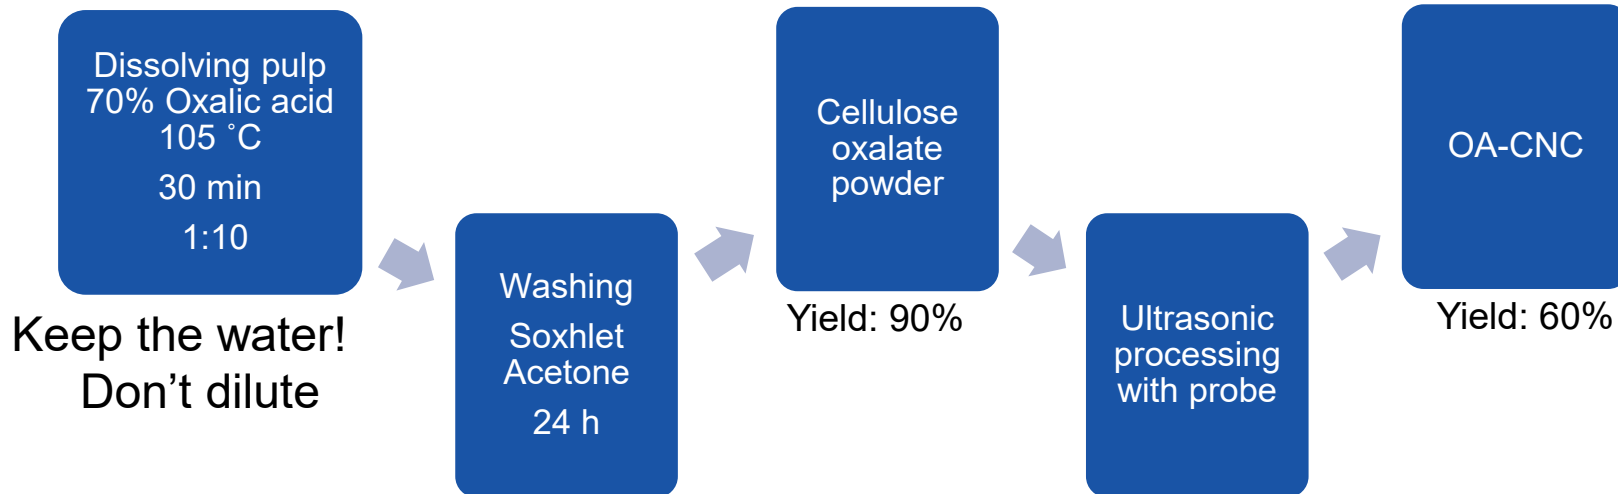 Dissolving pulp
70% Oxalic acid
105 ˚C
30 min
1:10
Keep the water!
Don’t dilute
Washing
Soxhlet
Acetone
24 h
Cellulose
oxalate
powder
Yield: 90%
Ultrasonic
processing
with probe
OA-CNC
Yield: 60%